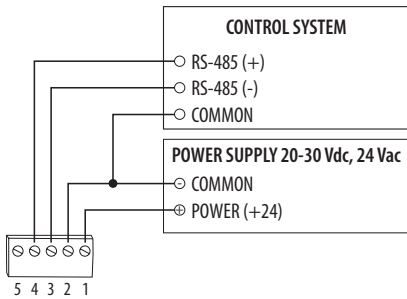 CONTROL SYSTEM
RS-485 (+)
RS-485 (-)
COMMON
POWER SUPPLY 20-30 Vdc, 24 Vac
COMMON
POWER (+24)
5 4 3 2 1